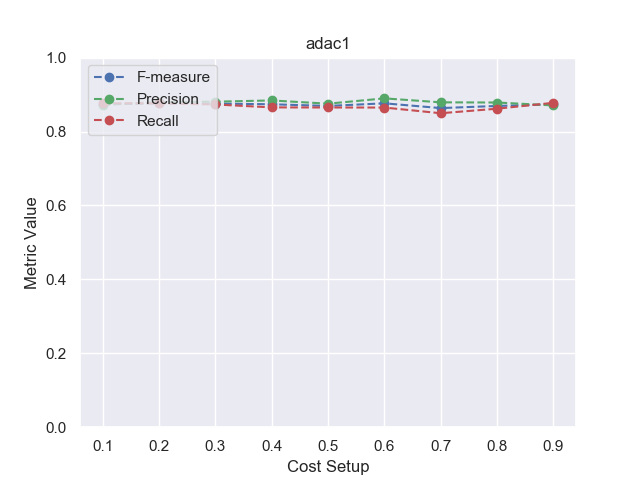 adac1
F-measure
Precision
Recall
1.0
0.8
0.6
0.4
0.2
0.0
Metric Value
0.1 0.2 0.3 0.4 0.5 0.6 0.7 0.8 0.9
Cost Setup